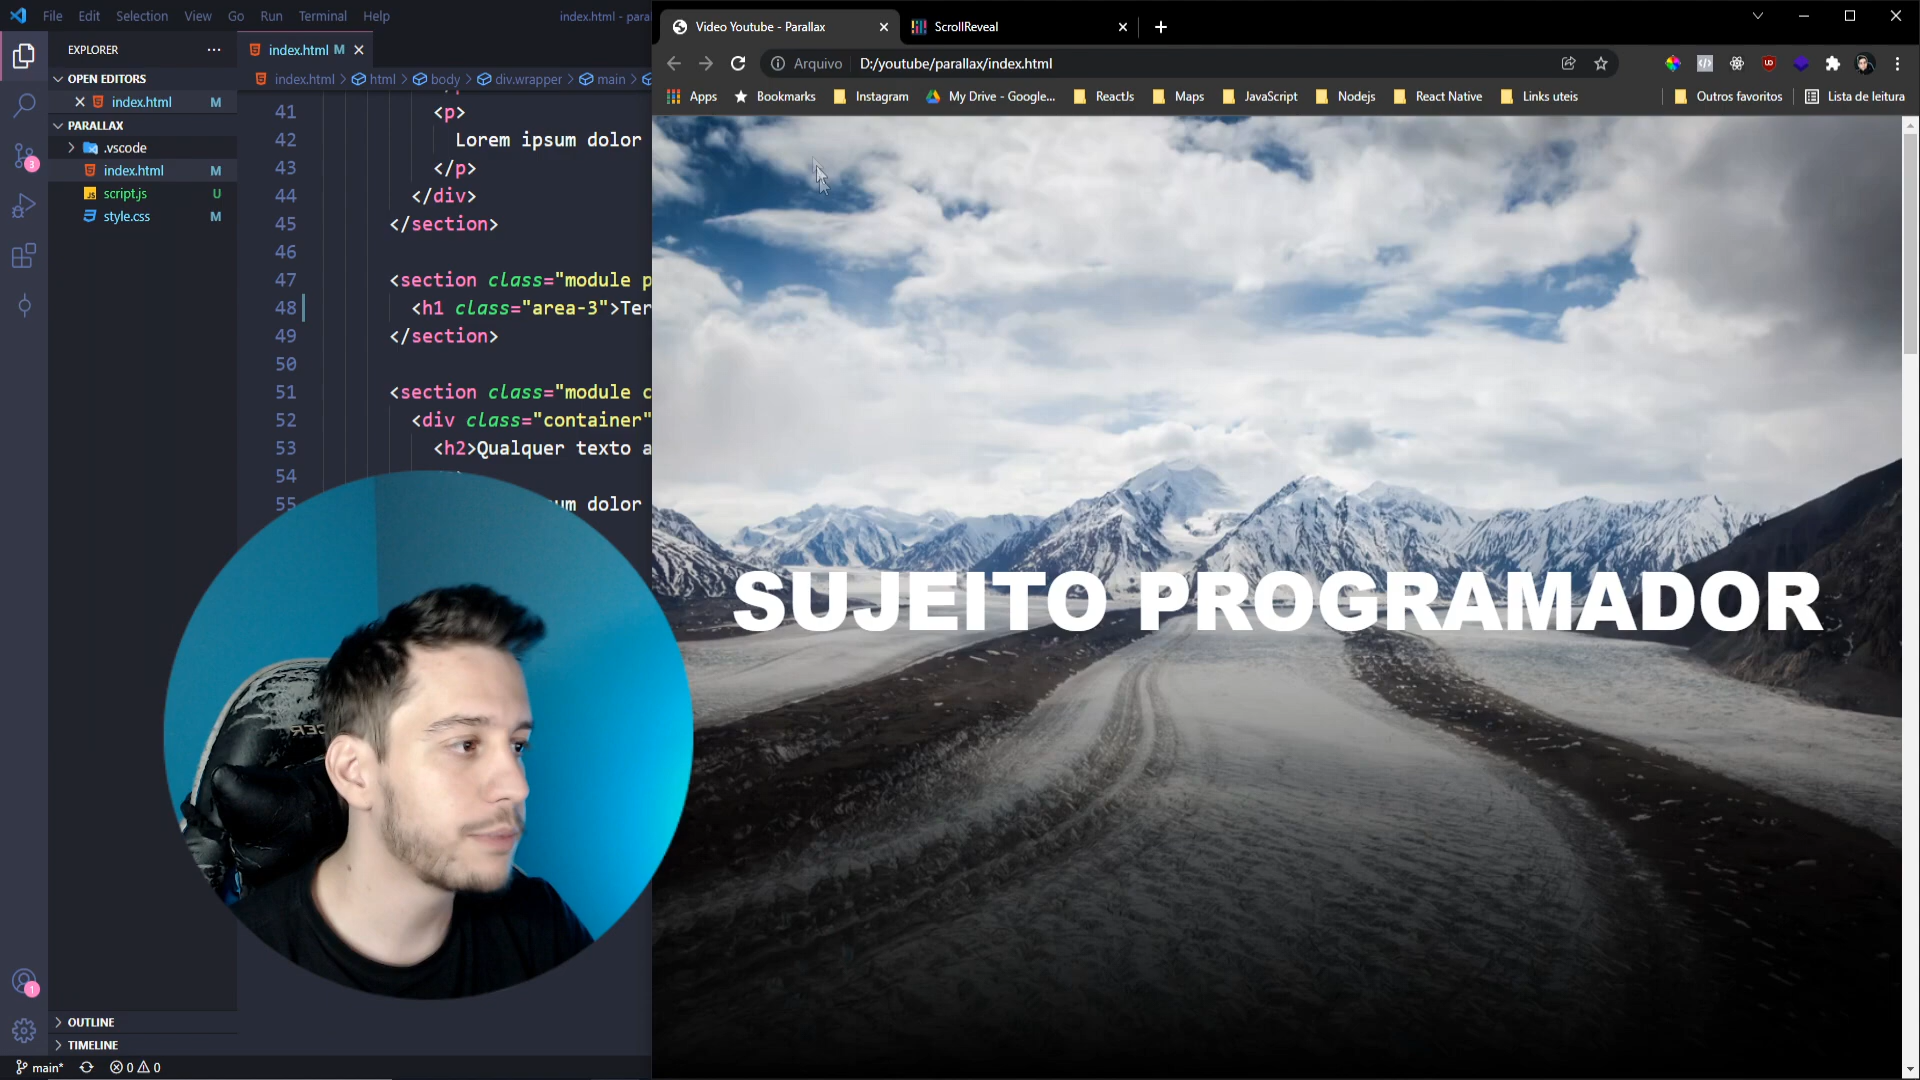 File Edit Selection View Go Run Terminal Help
index.html - para
EXPLORER
OPEN EDITORS
index.html M
PARALLAX
.vscode
index.html M
script.js U
style.css M
OUTLINE
TIMELINE
main* 0 0
3
1
index.html M
index.html html body div.wrapper main
41 <p>
42 Lorem ipsum dolor
43 </p>
44 </div>
45 </section>
46
47 <section class="module p
48 <h1 class="area-3">Ter
49 </section>
50
51 <section class="module c
52 <div class="container"
53 <h2>Qualquer texto a
54
55 um dolor
Video Youtube - Parallax
ScrollReveal
Arquivo D:/youtube/parallax/index.html
Apps Bookmarks Instagram My Drive - Google... ReactJs Maps JavaScript Nodejs React Native Links uteis Outros favoritos Lista de leitura
SUJEITO PROGRAMADOR